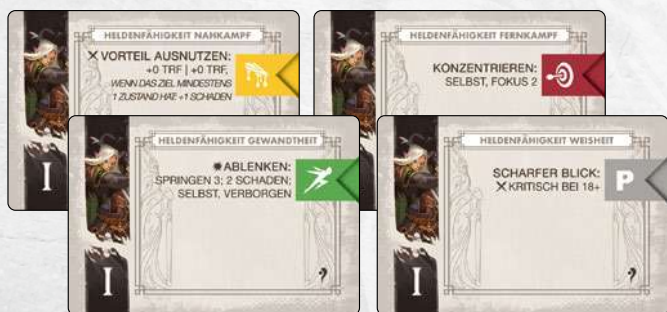 HELDENFÄHIGKEIT NAHKAMPF
VORTEIL AUSNUTZEN:
+0 TRF | +0 TRF,
WENN DAS ZIEL MINDESTENS
1 ZUSTAND HAT: +1 SCHADEN
I
HELDENFÄHIGKEIT FERNKAMPF
KONZENTRIEREN:
SELBST, FOKUS 2
HELDENFÄHIGKEIT GEWANDTHEIT
ABLENKEN:
SPRINGEN 3; 2 SCHADEN;
SELBST, VERBORGEN
I
HELDENFÄHIGKEIT WEISHEIT
SCHARFER BLICK:
KRITISCH BEI 18+
P
I